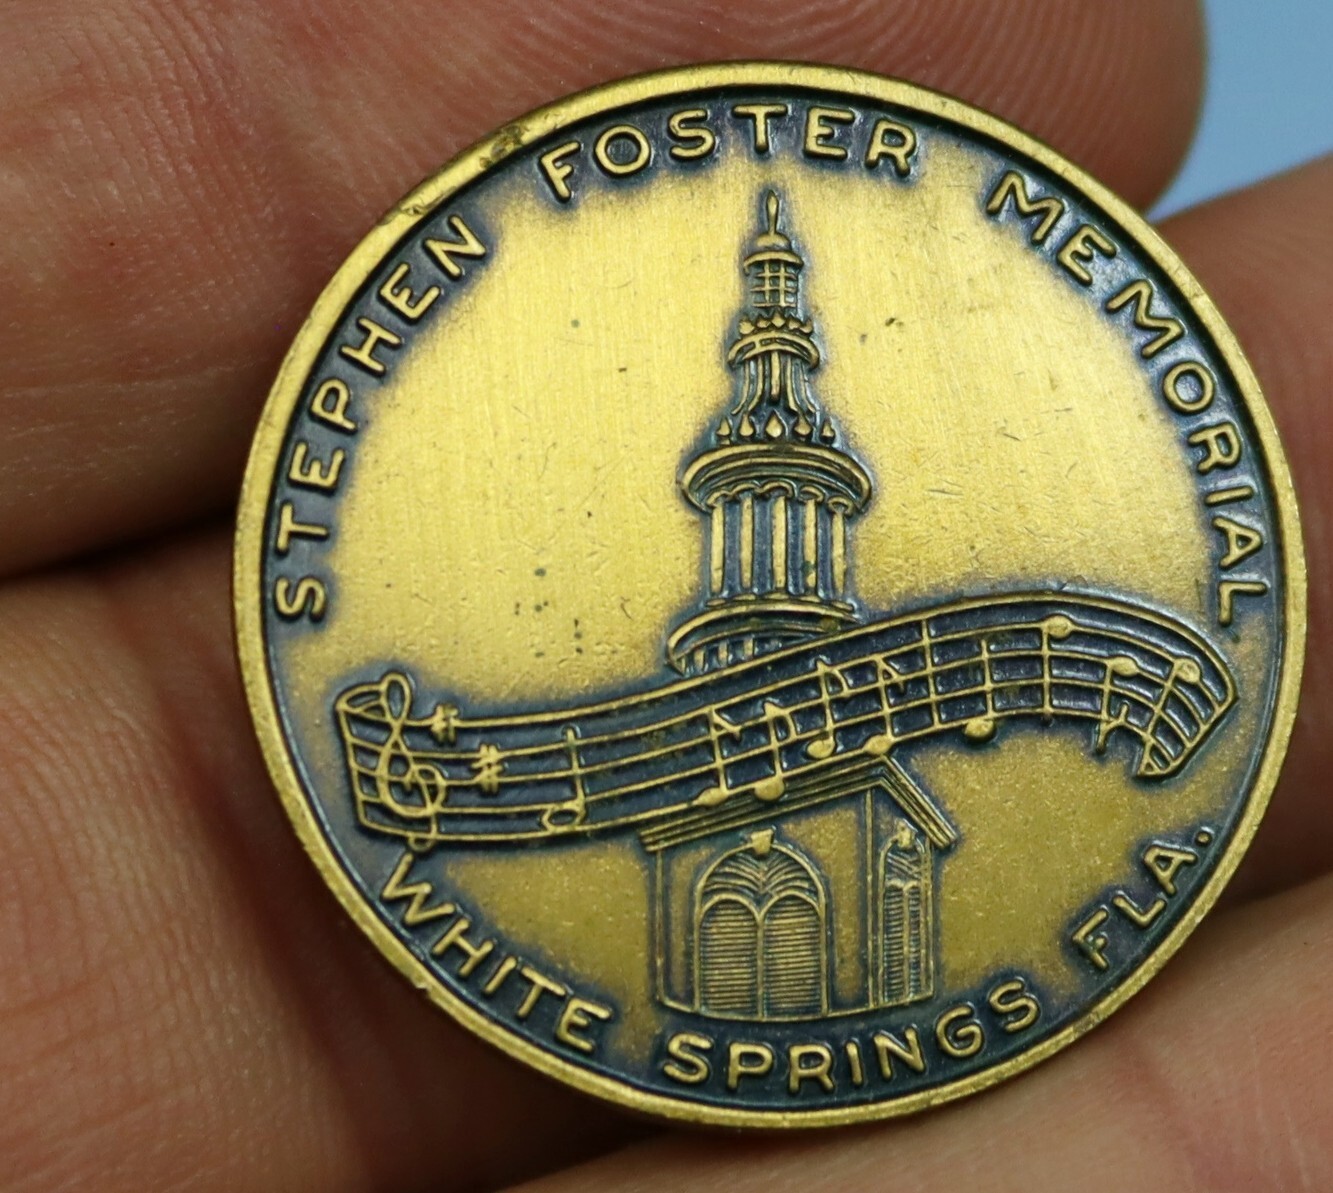 STEPHEN FOSTER MEMORIAL
WHITE SPRINGS FLA.